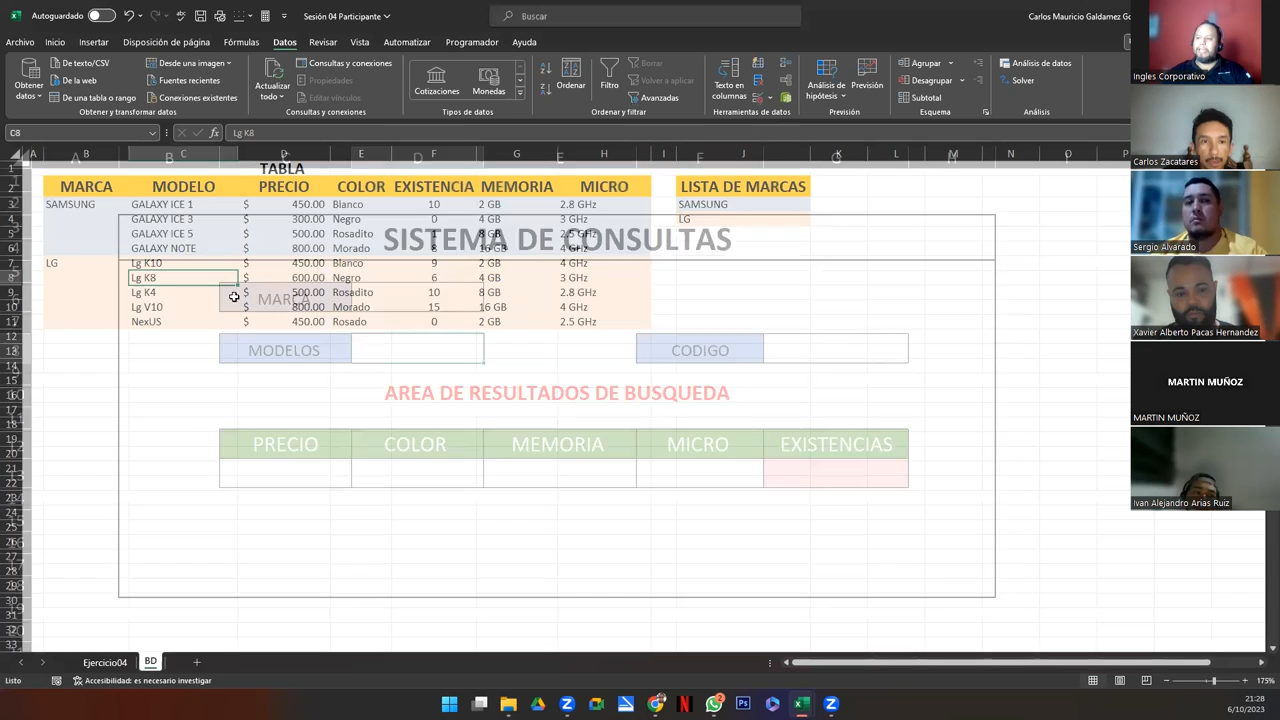 Autoguardado
Sesión 04 Participante
Buscar
Carlos Mauricio Galdamez Go
Archivo Inicio Insertar Disposición de página Fórmulas Datos Revisar Vista Automatizar Programador Ayuda
Obtener datos
De texto/CSV
De la web
De una tabla o rango
Desde una imagen
Fuentes recientes
Conexiones existentes
Obtener y transformar datos
Actualizar todo
Consultas y conexiones
Propiedades
Editar vínculos
Consultas y conexiones
Cotizaciones
Monedas
Tipos de datos
Ordenar
Filtro
Borrar
Volver a aplicar
Avanzadas
Ordenar y filtrar
Texto en columnas
Herramientas de datos
Análisis de hipótesis
Previsión
Previsión
Agrupar
Desagrupar
Subtotal
Esquema
Análisis de datos
Solver
Análisis
C8
Lg K8
TABLA
MARCA MODELO PRECIO COLOR EXISTENCIA MEMORIA MICRO LISTA DE MARCAS
SAMSUNG GALAXY ICE 1 $ 450.00 Blanco 10 2 GB 2.8 GHz SAMSUNG
GALAXY ICE 3 $ 300.00 Negro 0 4 GB 3 GHz LG
GALAXY ICE 5 $ 500.00 Rosadito 8 GB
GALAXY NOTE $ 800.00 Morado 16 GB 4 GHz
SISTEMA DE CONSULTAS
LG Lg K10 $ 450.00 Blanco 9 2 GB 4 GHz
Lg K8 $ 600.00 Negro 6 4 GB 3 GHz
Lg K4 $ 500.00 Rosadito 10 8 GB 2.8 GHz
MARCA
Lg V10 $ 800.00 Morado 15 16 GB 4 GHz
NexUS $ 450.00 Rosado 0 2 GB 2.5 GHz
MODELOS CODIGO
AREA DE RESULTADOS DE BUSQUEDA
PRECIO COLOR MEMORIA MICRO EXISTENCIAS
Ejercicio04 BD
Listo
Accesibilidad: es necesario investigar
175%
21:28
6/10/2023
Ingles Corporativo
Carlos Zacatares
Sergio Alvarado
Xavier Alberto Pacas Hernandez
MARTIN MUÑOZ
MARTIN MUÑOZ
Ivan Alejandro Arias Ruiz